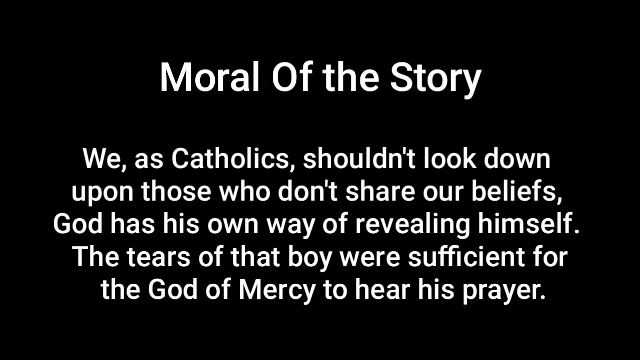 Moral Of the Story
We, as Catholics, shouldn't look down
upon those who don't share our beliefs,
God has his own way of revealing himself.
The tears of that boy were sufficient for
the God of Mercy to hear his prayer.